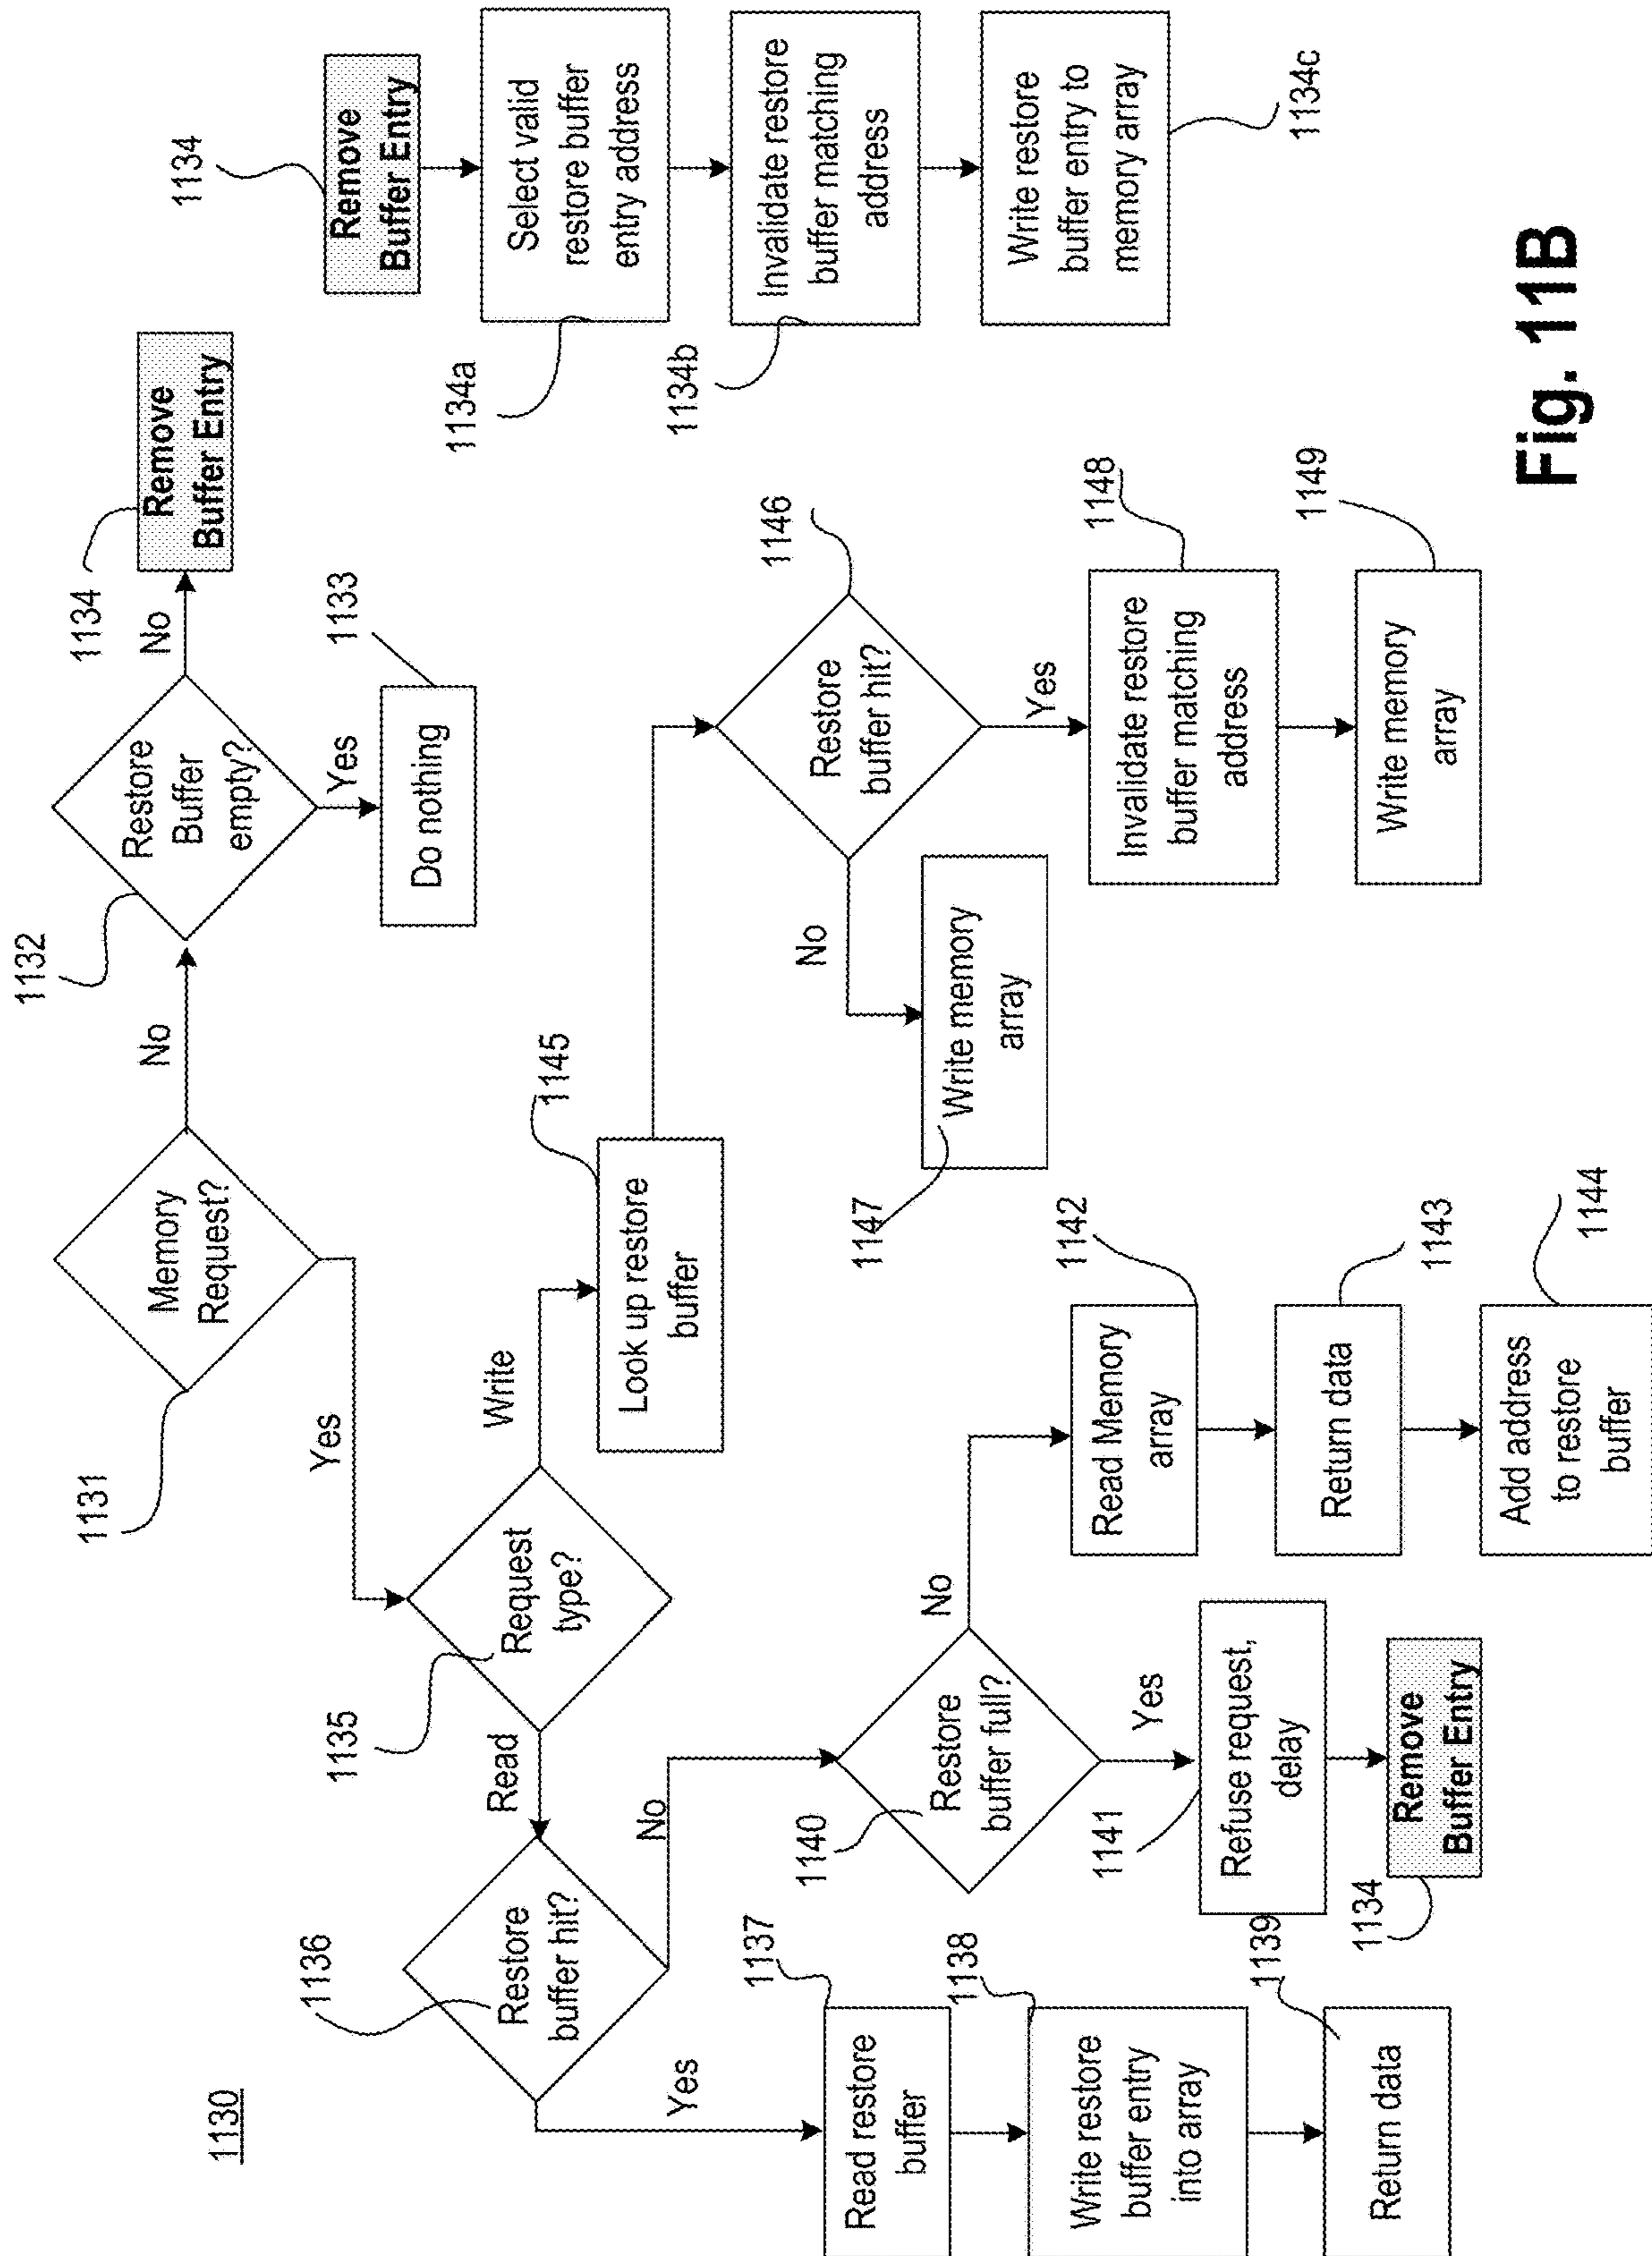 1130
1131
Memory
Request?
No
Yes
1132
Restore
Buffer
empty?
No
Yes
1133
Do nothing
1134
Remove
Buffer Entry
1134
Remove
Buffer Entry
1134a
Select valid
restore buffer
entry address
1134b
Invalidate restore
buffer matching
address
Write restore
buffer entry to
memory array
1134c
1135
Request
type?
Read
Write
1136
Restore
buffer hit?
No
Yes
1137
Read restore
buffer
1138
Write restore
buffer entry
into array
1139
Return data
1140
Restore
buffer full?
No
Yes
1141
Refuse request,
delay
1134
Remove
Buffer Entry
1142
Read Memory
array
1143
Return data
1144
Add address
to restore
buffer
1145
Look up restore
buffer
1146
Restore
buffer hit?
No
Yes
1147
Write memory
array
1148
Invalidate restore
buffer matching
address
1149
Write memory
array
Fig. 11B